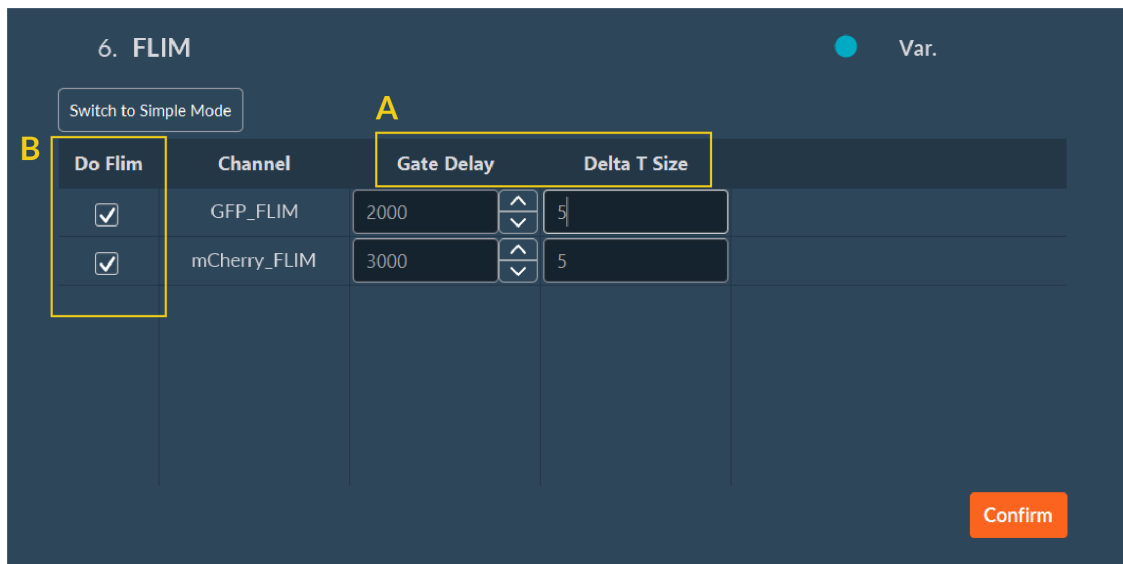 6. FLIM Var.
Switch to Simple Mode
A
B
Do Flim Channel Gate Delay Delta T Size
GFP_FLIM 2000 5
mCherry_FLIM 3000 5
Confirm